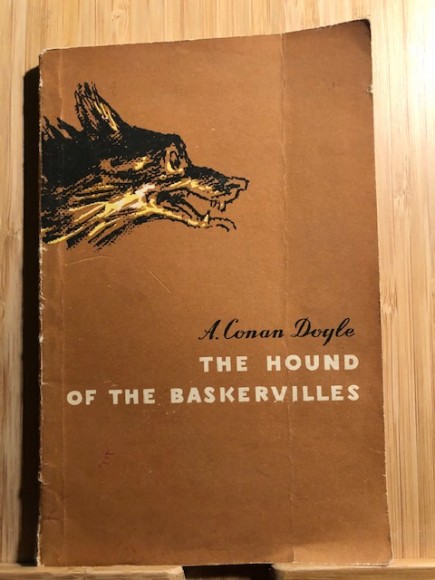 A. Conan Doyle
THE HOUND
OF THE BASKERVILLES